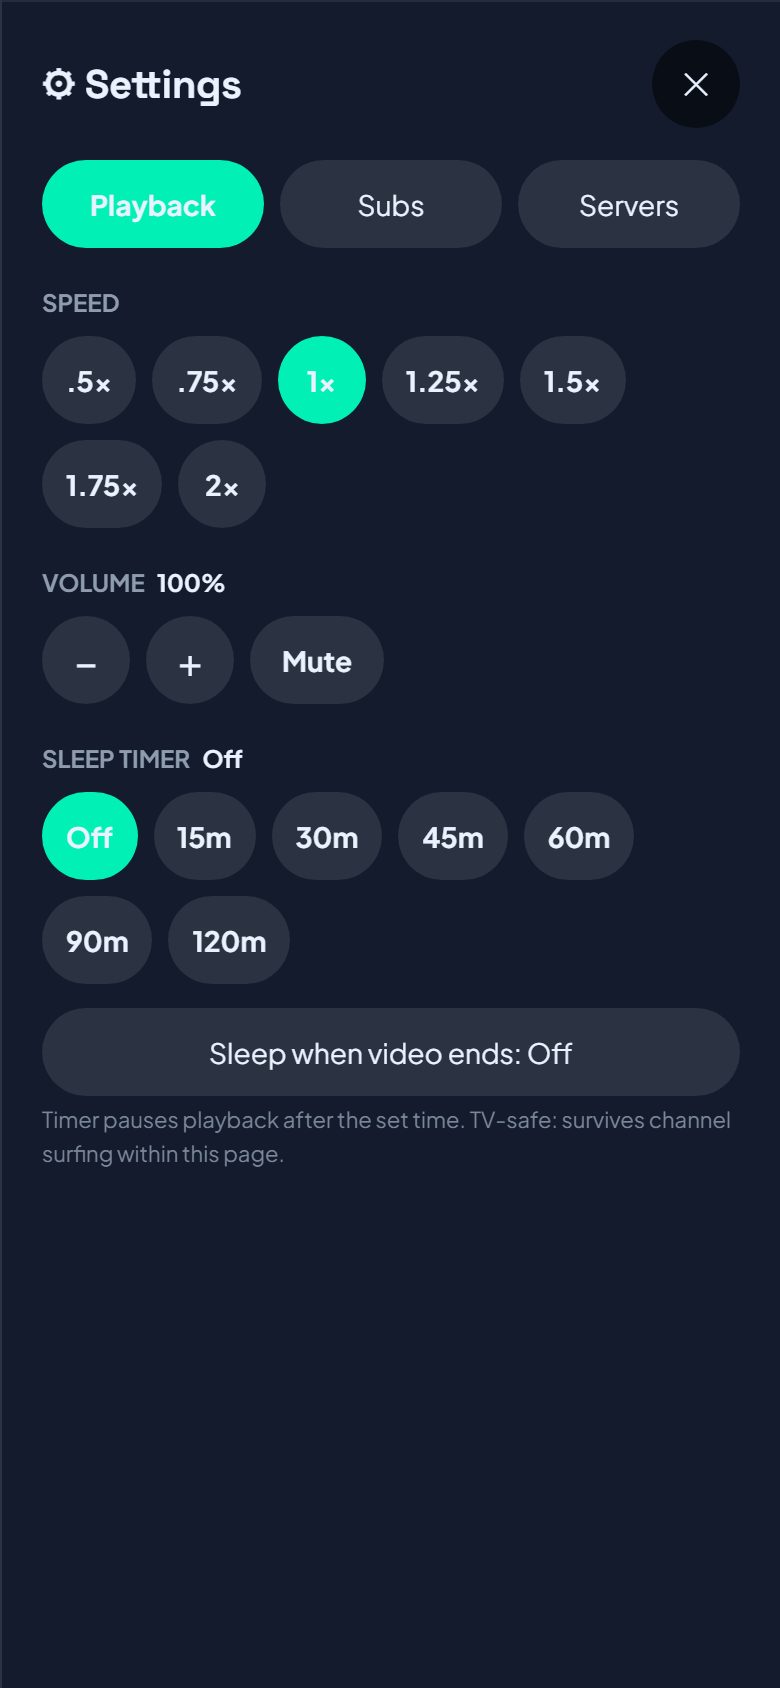 ⚙ Settings ×
Playback Subs Servers
SPEED
.5× .75× 1× 1.25× 1.5×
1.75× 2×
VOLUME 100%
− + Mute
SLEEP TIMER Off
Off 15m 30m 45m 60m
90m 120m
Sleep when video ends: Off
Timer pauses playback after the set time. TV-safe: survives channel
surfing within this page.